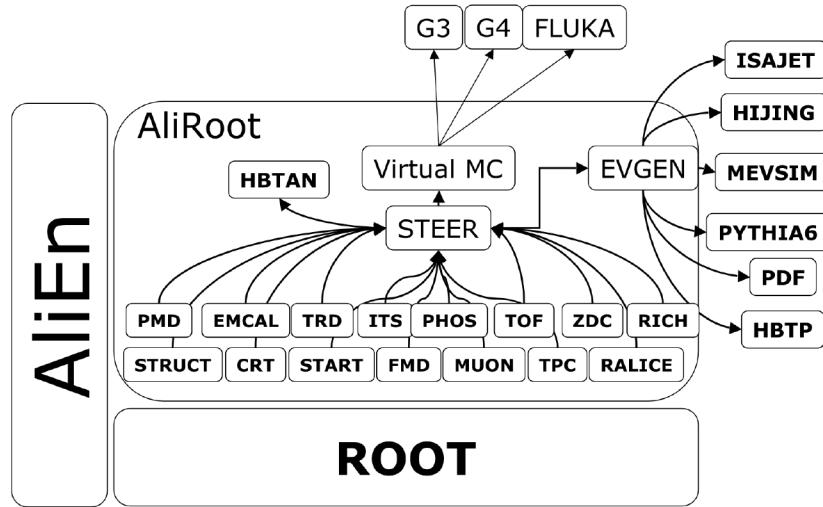 G3 G4 FLUKA
ISAJET
HIJING
AliRoot
Virtual MC
EVGEN
MEVSIM
HBTAN
STEER
PYTHIA6
PDF
PMD EMCAL TRD ITS PHOS TOF ZDC RICH
HBTP
STRUCT CRT START FMD MUON TPC RALICE
AliEn
ROOT